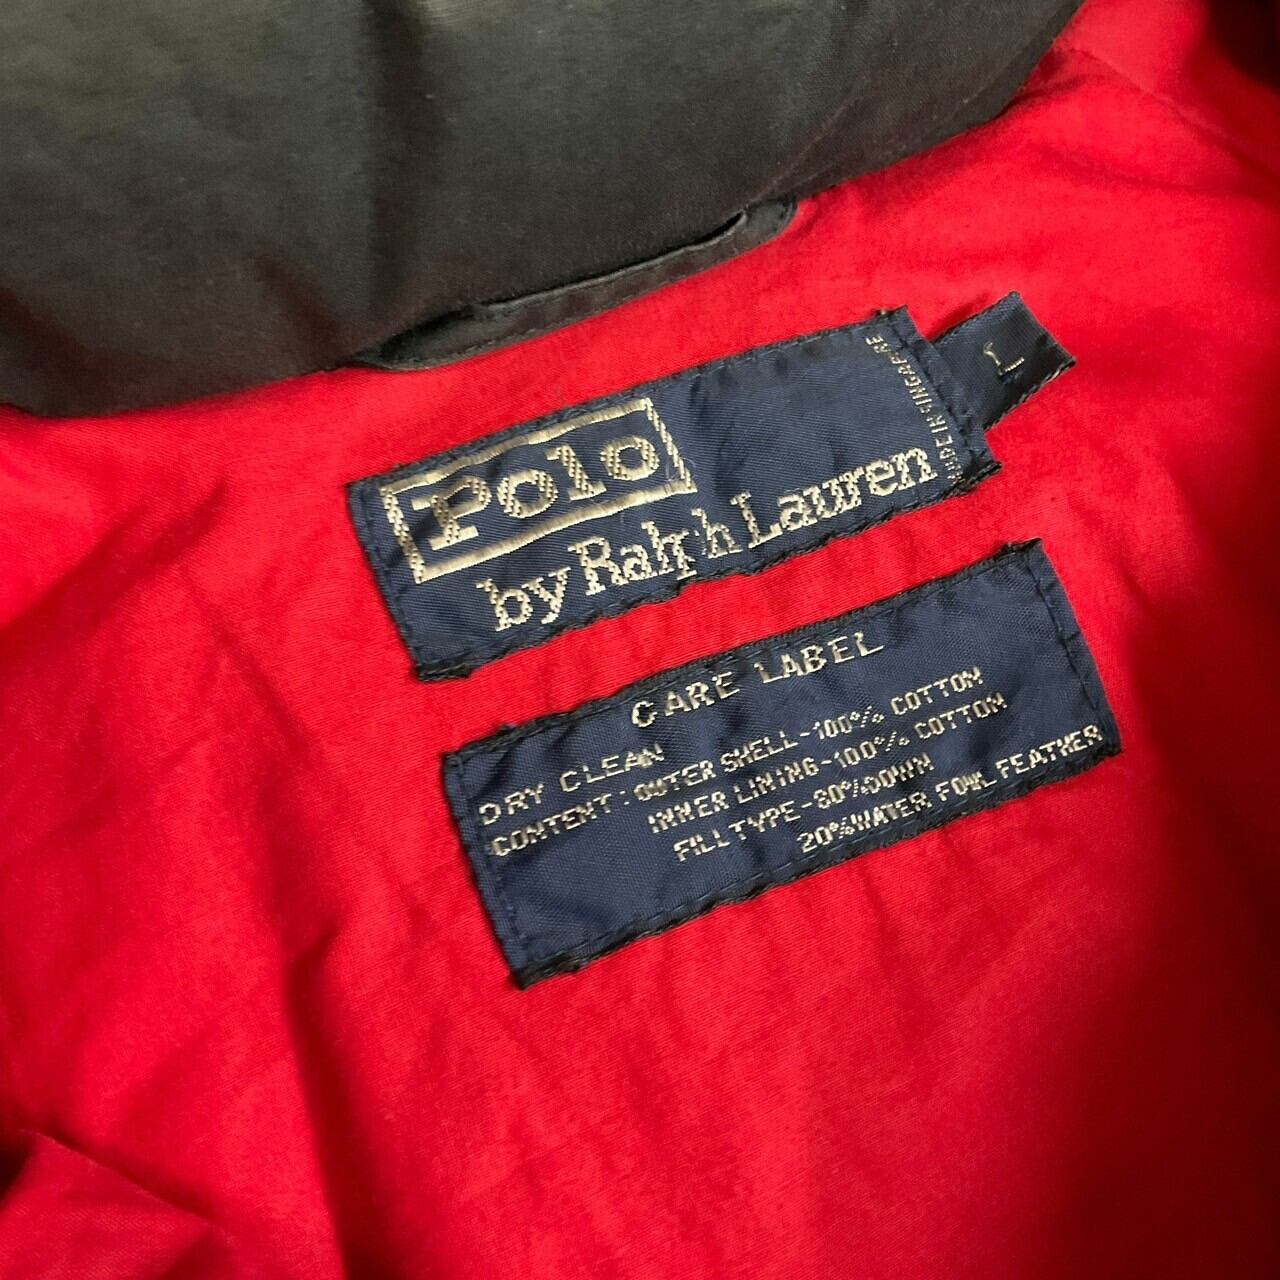 Polo
by Ralph Lauren
MADE IN SINGAPORE
L
CARE LABEL
DRY CLEAN
CONTENT: OUTER SHELL-100% COTTON
INNER LINING-100% COTTON
FILL TYPE-80% DOWN
20% WATER FOWL FEATHER